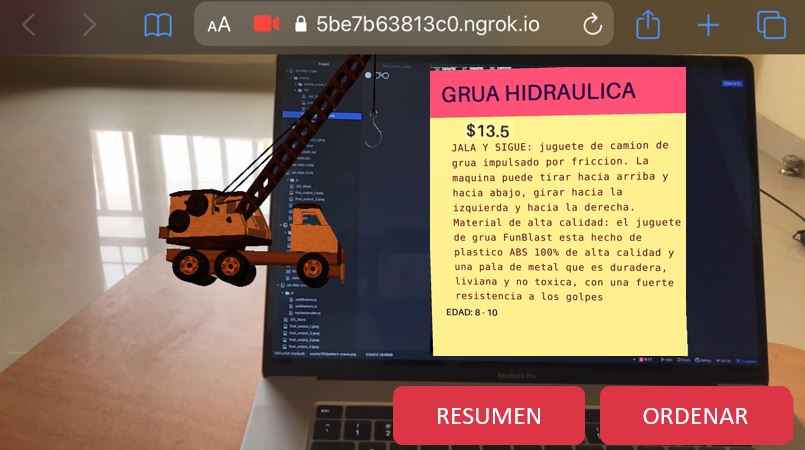 AA
5be7b63813c0.ngrok.io
GRUA HIDRAULICA
$13.5
JALA Y SIGUE: juguete de camion de
grua impulsado por friccion. La
maquina puede tirar hacia arriba y
hacia abajo, girar hacia la
izquierda y hacia la derecha.
Material de alta calidad: el juguete
de grua FunBlast esta hecho de
plastico ABS 100% de alta calidad y
una pala de metal que es duradera,
liviana y no toxica, con una fuerte
resistencia a los golpes
EDAD: 8 - 10
MacBook Pro
RESUMEN
ORDENAR